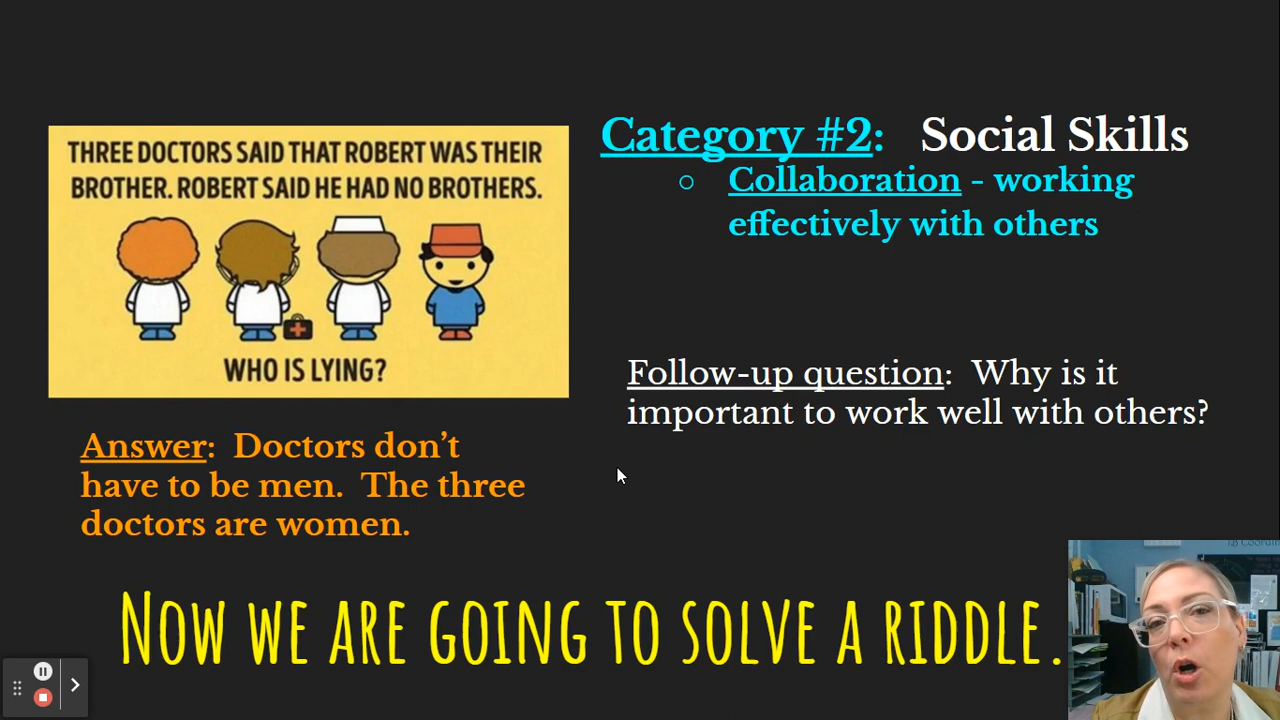 THREE DOCTORS SAID THAT ROBERT WAS THEIR
BROTHER. ROBERT SAID HE HAD NO BROTHERS.
WHO IS LYING?
Answer: Doctors don't
have to be men. The three
doctors are women.
Category #2: Social Skills
○ Collaboration - working
effectively with others
Follow-up question: Why is it
important to work well with others?
Now we are going to solve a riddle.